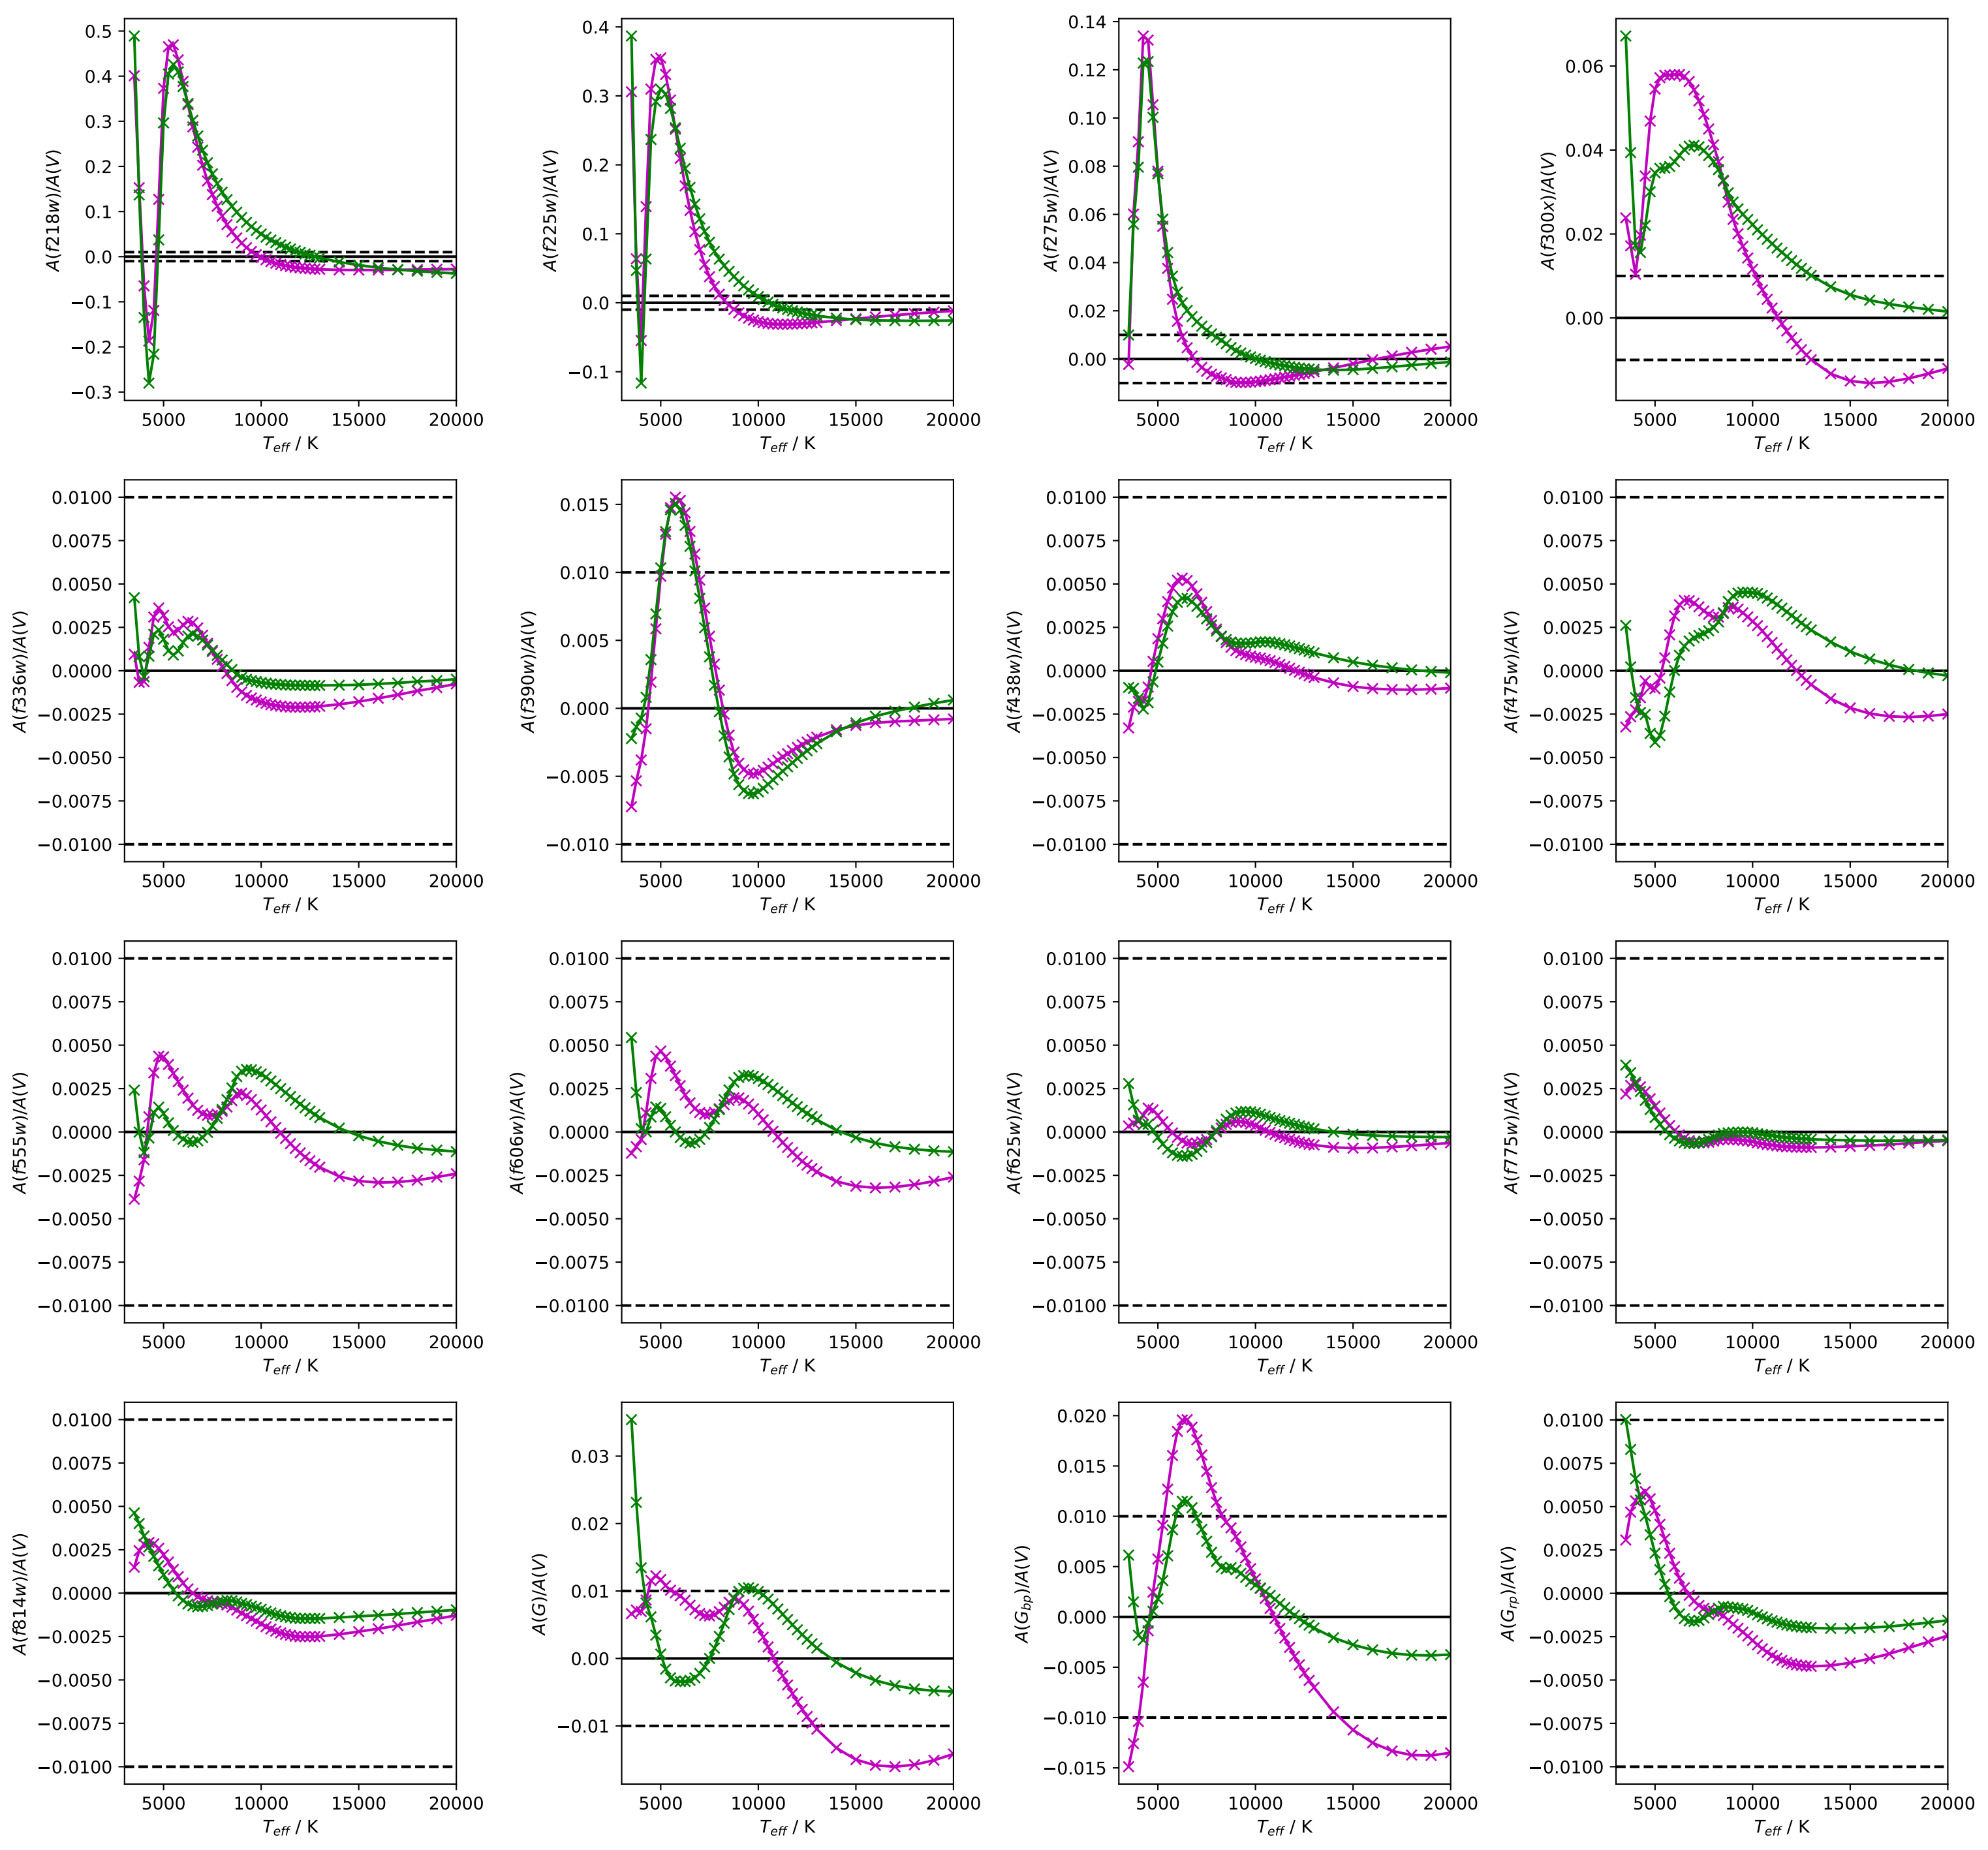 A(f218w)/A(V)
0.5
0.4
0.3
0.2
0.1
0.0
−0.1
−0.2
−0.3
5000 10000 15000 20000
T_eff / K
A(f225w)/A(V)
0.4
0.3
0.2
0.1
0.0
−0.1
5000 10000 15000 20000
T_eff / K
A(f275w)/A(V)
0.14
0.12
0.10
0.08
0.06
0.04
0.02
0.00
5000 10000 15000 20000
T_eff / K
A(f300x)/A(V)
0.06
0.04
0.02
0.00
5000 10000 15000 20000
T_eff / K
A(f336w)/A(V)
0.0100
0.0075
0.0050
0.0025
0.0000
−0.0025
−0.0050
−0.0075
−0.0100
5000 10000 15000 20000
T_eff / K
A(f390w)/A(V)
0.015
0.010
0.005
0.000
−0.005
−0.010
5000 10000 15000 20000
T_eff / K
A(f438w)/A(V)
0.0100
0.0075
0.0050
0.0025
0.0000
−0.0025
−0.0050
−0.0075
−0.0100
5000 10000 15000 20000
T_eff / K
A(f475w)/A(V)
0.0100
0.0075
0.0050
0.0025
0.0000
−0.0025
−0.0050
−0.0075
−0.0100
5000 10000 15000 20000
T_eff / K
A(f555w)/A(V)
0.0100
0.0075
0.0050
0.0025
0.0000
−0.0025
−0.0050
−0.0075
−0.0100
5000 10000 15000 20000
T_eff / K
A(f606w)/A(V)
0.0100
0.0075
0.0050
0.0025
0.0000
−0.0025
−0.0050
−0.0075
−0.0100
5000 10000 15000 20000
T_eff / K
A(f625w)/A(V)
0.0100
0.0075
0.0050
0.0025
0.0000
−0.0025
−0.0050
−0.0075
−0.0100
5000 10000 15000 20000
T_eff / K
A(f775w)/A(V)
0.0100
0.0075
0.0050
0.0025
0.0000
−0.0025
−0.0050
−0.0075
−0.0100
5000 10000 15000 20000
T_eff / K
A(f814w)/A(V)
0.0100
0.0075
0.0050
0.0025
0.0000
−0.0025
−0.0050
−0.0075
−0.0100
5000 10000 15000 20000
T_eff / K
A(G))/A(V)
0.03
0.02
0.01
0.00
−0.01
5000 10000 15000 20000
T_eff / K
A(G_bp)/A(V)
0.020
0.015
0.010
0.005
0.000
−0.005
−0.010
−0.015
5000 10000 15000 20000
T_eff / K
A(G_rp)/A(V)
0.0100
0.0075
0.0050
0.0025
0.0000
−0.0025
−0.0050
−0.0075
−0.0100
5000 10000 15000 20000
T_eff / K